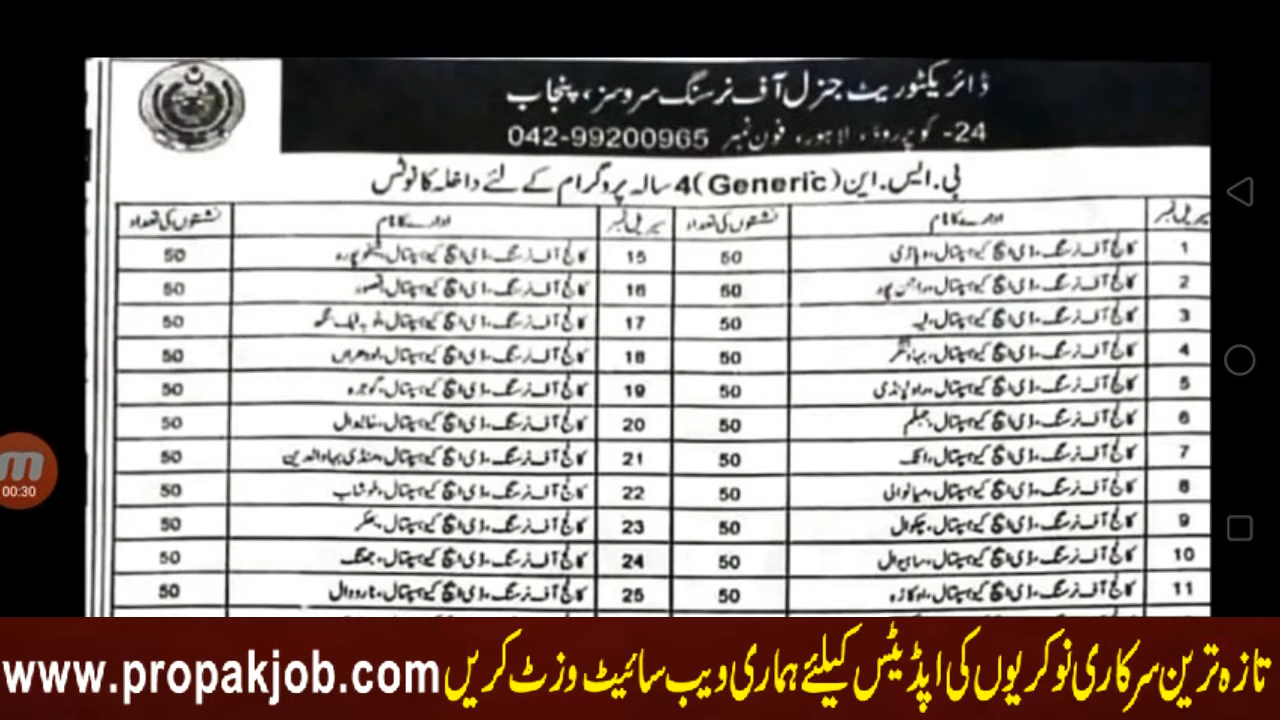 ڈائریکٹوریٹ جنرل آف نرسنگ سروسز، پنجاب
24- کوپر روڈ، لاہور، فون نمبر 042-99200965
بی.ایس.این (Generic) 4 سالہ پروگرام کے لئے داخلہ کا نوٹس
سیریل نمبر ادارے کا نام نشستوں کی تعداد سیریل نمبر ادارے کا نام نشستوں کی تعداد
1 کالج آف نرسنگ، ڈی ایچ کیو ہسپتال، وہاڑی 50 15 کالج آف نرسنگ، ڈی ایچ کیو ہسپتال، شیخوپورہ 50
2 کالج آف نرسنگ، ڈی ایچ کیو ہسپتال، راجن پور 50 16 کالج آف نرسنگ، ڈی ایچ کیو ہسپتال، قصور 50
3 کالج آف نرسنگ، ڈی ایچ کیو ہسپتال، لیہ 50 17 کالج آف نرسنگ، ڈی ایچ کیو ہسپتال، ٹوبہ ٹیک سنگھ 50
4 کالج آف نرسنگ، ڈی ایچ کیو ہسپتال، بہاولنگر 50 18 کالج آف نرسنگ، ڈی ایچ کیو ہسپتال، لودھراں 50
5 کالج آف نرسنگ، ڈی ایچ کیو ہسپتال، راولپنڈی 50 19 کالج آف نرسنگ، ڈی ایچ کیو ہسپتال، گوجرہ 50
6 کالج آف نرسنگ، ڈی ایچ کیو ہسپتال، جہلم 50 20 کالج آف نرسنگ، ڈی ایچ کیو ہسپتال، خانیوال 50
7 کالج آف نرسنگ، ڈی ایچ کیو ہسپتال، اٹک 50 21 کالج آف نرسنگ، ڈی ایچ کیو ہسپتال، منڈی بہاؤالدین 50
8 کالج آف نرسنگ، ڈی ایچ کیو ہسپتال، میانوالی 50 22 کالج آف نرسنگ، ڈی ایچ کیو ہسپتال، خوشاب 50
9 کالج آف نرسنگ، ڈی ایچ کیو ہسپتال، چکوال 50 23 کالج آف نرسنگ، ڈی ایچ کیو ہسپتال، بھکر 50
10 کالج آف نرسنگ، ڈی ایچ کیو ہسپتال، ساہیوال 50 24 کالج آف نرسنگ، ڈی ایچ کیو ہسپتال، جھنگ 50
11 کالج آف نرسنگ، ڈی ایچ کیو ہسپتال، اوکاڑہ 50 25 کالج آف نرسنگ، ڈی ایچ کیو ہسپتال، نارووال 50
00:30
تازہ ترین سرکاری نوکریوں کی اپڈیٹس کیلئے ہماری ویب سائیٹ وزٹ کریں www.propakjob.com